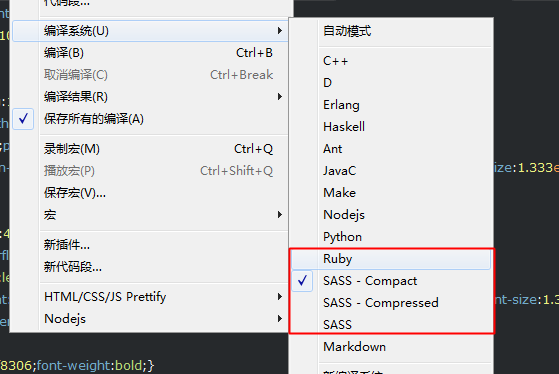 代码段...
编译系统(U)
编译(B) Ctrl+B
取消编译(C) Ctrl+Break
编译结果(R)
保存所有的编译(A)
录制宏(M) Ctrl+Q
播放宏(P) Ctrl+Shift+Q
保存宏(V)...
宏
新插件...
新代码段...
HTML/CSS/JS Prettify
Nodejs
自动模式
C++
D
Erlang
Haskell
Ant
JavaC
Make
Nodejs
Python
Ruby
SASS - Compact
SASS - Compressed
SASS
Markdown
新编译系统...
size:1.333e
nt-size:1.3
8306;font-weight:bold;}